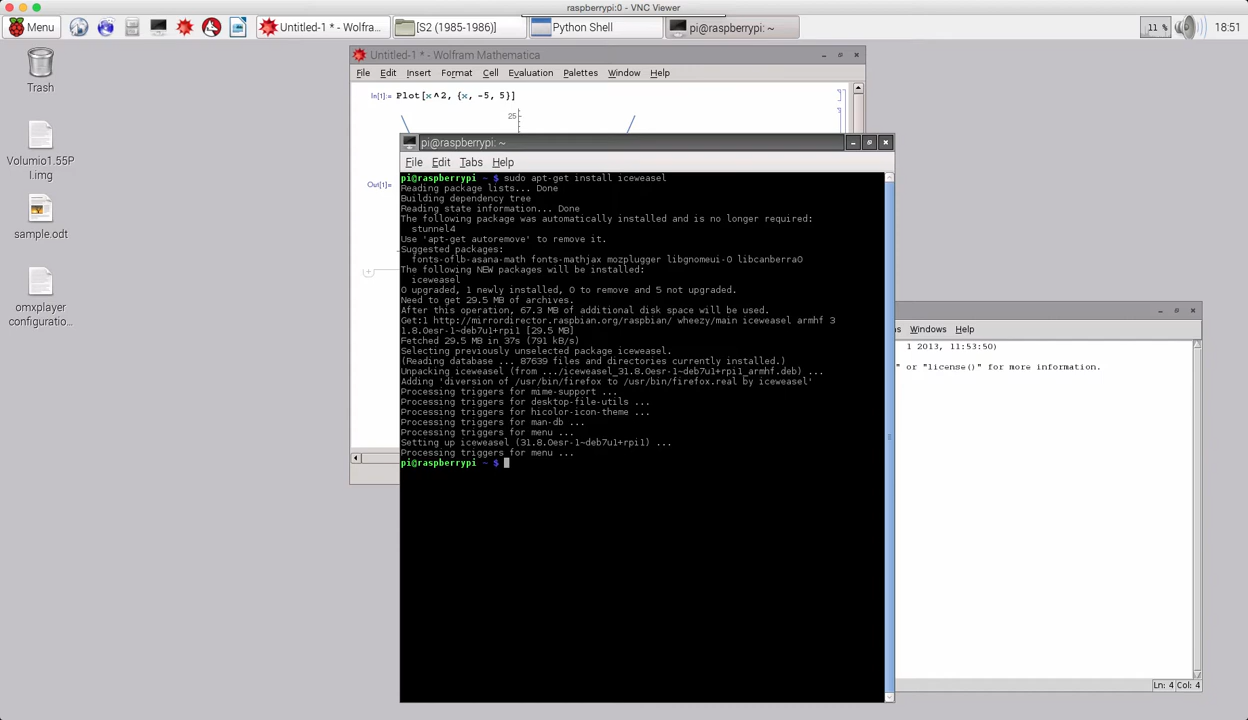 raspberrypi:0 - VNC Viewer
Menu
Untitled-1 * - Wolfra...
[S2 (1985-1986)]
Python Shell
pi@raspberrypi: ~
11 %
18:51
Trash
Volumio1.55P
I.img
sample.odt
omxplayer
configuratio...
Untitled-1 * - Wolfram Mathematica
File Edit Insert Format Cell Evaluation Palettes Window Help
In[1]:= Plot[x^2, {x, -5, 5}]
25
Out[1]=
pi@raspberrypi: ~
File Edit Tabs Help
pi@raspberrypi ~ $ sudo apt-get install iceweasel
Reading package lists... Done
Building dependency tree
Reading state information... Done
The following package was automatically installed and is no longer required:
stunnel4
Use 'apt-get autoremove' to remove it.
Suggested packages:
fonts-oflb-asana-math fonts-mathjax mozplugger libgnomeui-0 libcanberra0
The following NEW packages will be installed:
iceweasel
0 upgraded, 1 newly installed, 0 to remove and 5 not upgraded.
Need to get 29.5 MB of archives.
After this operation, 67.3 MB of additional disk space will be used.
Get:1 http://mirrordirector.raspbian.org/raspbian/ wheezy/main iceweasel armhf 3
1.8.0esr-1~deb7u1+rpi1 [29.5 MB]
Fetched 29.5 MB in 37s (791 kB/s)
Selecting previously unselected package iceweasel.
(Reading database ... 87639 files and directories currently installed.)
Unpacking iceweasel (from .../iceweasel_31.8.0esr-1~deb7u1+rpi1_armhf.deb) ...
Adding 'diversion of /usr/bin/firefox to /usr/bin/firefox.real by iceweasel'
Processing triggers for mime-support ...
Processing triggers for desktop-file-utils ...
Processing triggers for hicolor-icon-theme ...
Processing triggers for man-db ...
Processing triggers for menu ...
Setting up iceweasel (31.8.0esr-1~deb7u1+rpi1) ...
Processing triggers for menu ...
pi@raspberrypi ~ $
Windows Help
1 2013, 11:53:50)
" or "license()" for more information.
Ln: 4 Col: 4